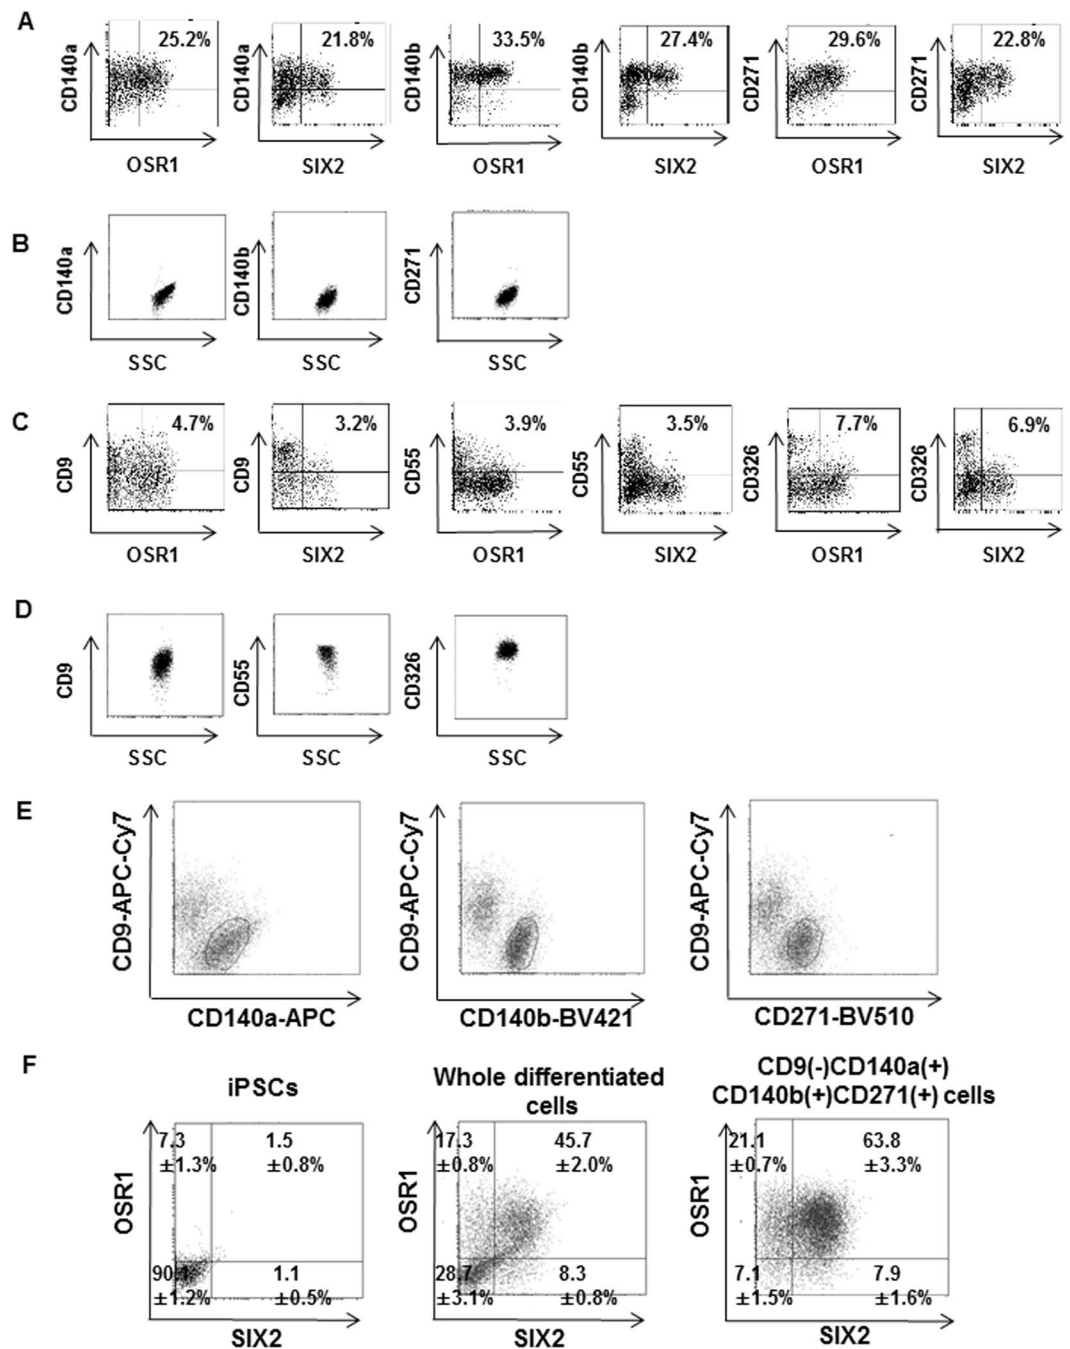 A
CD140a
25.2%
OSR1
CD140a
21.8%
SIX2
CD140b
33.5%
OSR1
CD140b
27.4%
SIX2
CD271
29.6%
OSR1
CD271
22.8%
SIX2
B
CD140a
SSC
CD140b
SSC
CD271
SSC
C
CD9
4.7%
OSR1
CD9
3.2%
SIX2
CD55
3.9%
OSR1
CD55
3.5%
SIX2
CD326
7.7%
OSR1
CD326
6.9%
SIX2
D
CD9
SSC
CD55
SSC
CD326
SSC
E
CD9-APC-Cy7
CD140a-APC
CD9-APC-Cy7
CD140b-BV421
CD9-APC-Cy7
CD271-BV510
F
iPSCs
OSR1
7.3
±1.3%
1.5
±0.8%
±1.2%
1.1
±0.5%
SIX2
Whole differentiated
cells
OSR1
17.3
±0.8%
45.7
±2.0%
28.7
±3.1%
8.3
±0.8%
SIX2
CD9(-)CD140a(+)
CD140b(+)CD271(+) cells
OSR1
21.1
±0.7%
63.8
±3.3%
7.1
±1.5%
7.9
±1.6%
SIX2